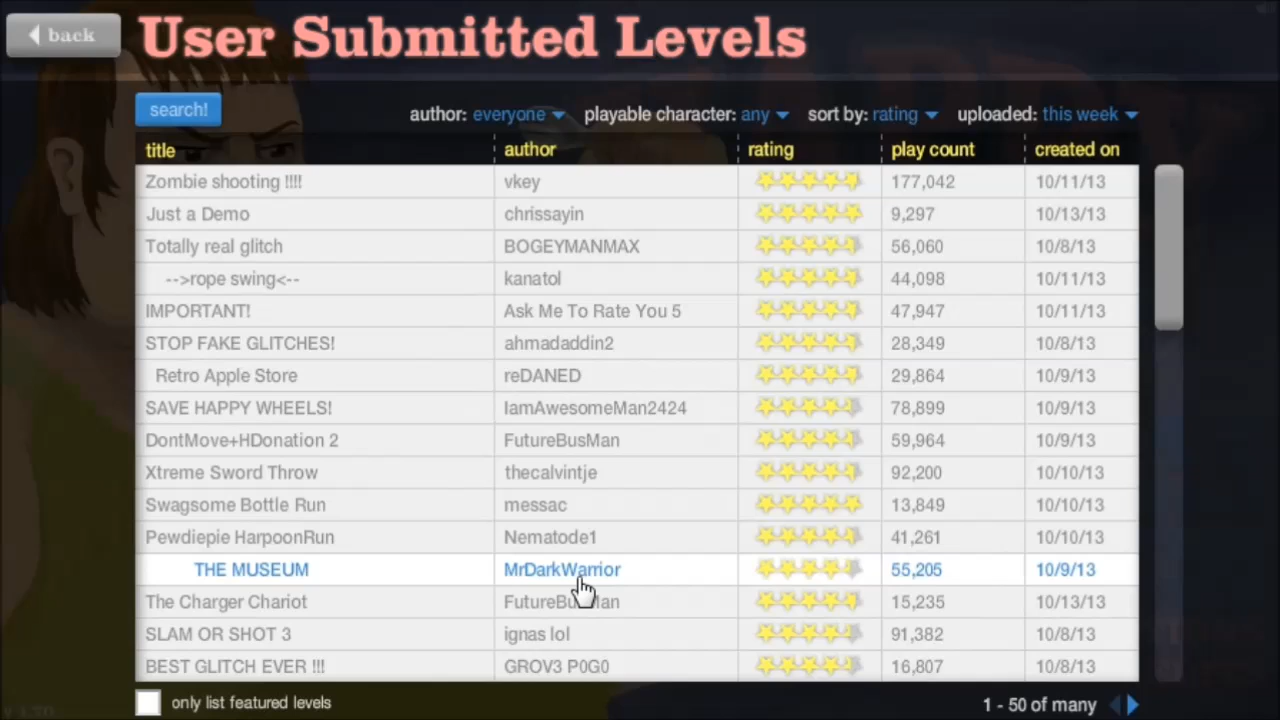 back
User Submitted Levels
search!
author: everyone playable character: any sort by: rating uploaded: this week
title author rating play count created on
Zombie shooting !!!! vkey 177,042 10/11/13
Just a Demo chrissayin 9,297 10/13/13
Totally real glitch BOGEYMANMAX 56,060 10/8/13
-->rope swing<-- kanatol 44,098 10/11/13
IMPORTANT! Ask Me To Rate You 5 47,947 10/11/13
STOP FAKE GLITCHES! ahmadaddin2 28,349 10/8/13
Retro Apple Store reDANED 29,864 10/9/13
SAVE HAPPY WHEELS! IamAwesomeMan2424 78,899 10/9/13
DontMove+HDonation 2 FutureBusMan 59,964 10/9/13
Xtreme Sword Throw thecalvintje 92,200 10/10/13
Swagsome Bottle Run messac 13,849 10/10/13
Pewdiepie HarpoonRun Nematode1 41,261 10/10/13
THE MUSEUM MrDarkWarrior 55,205 10/9/13
The Charger Chariot FutureBusMan 15,235 10/13/13
SLAM OR SHOT 3 ignas lol 91,382 10/8/13
BEST GLITCH EVER !!! GROV3 P0G0 16,807 10/8/13
only list featured levels 1 - 50 of many